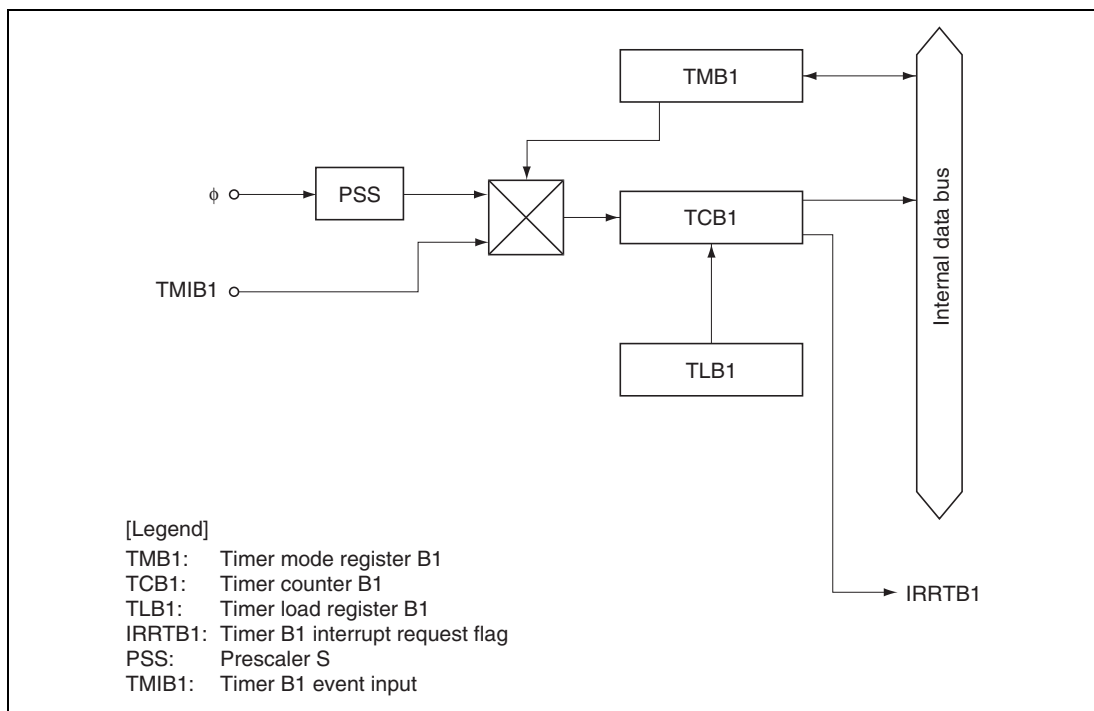 TMB1
φ
PSS
TCB1
TMIB1
TLB1
Internal data bus
IRRTB1
[Legend]
TMB1: Timer mode register B1
TCB1: Timer counter B1
TLB1: Timer load register B1
IRRTB1: Timer B1 interrupt request flag
PSS: Prescaler S
TMIB1: Timer B1 event input